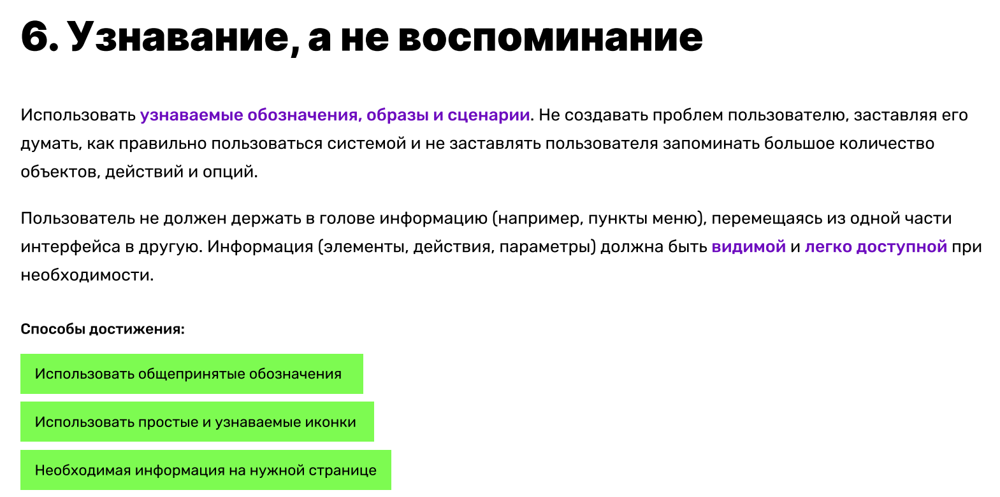 6. Узнавание, а не воспоминание
Использовать узнаваемые обозначения, образы и сценарии. Не создавать проблем пользователю, заставляя его
думать, как правильно пользоваться системой и не заставлять пользователя запоминать большое количество
объектов, действий и опций.
Пользователь не должен держать в голове информацию (например, пункты меню), перемещаясь из одной части
интерфейса в другую. Информация (элементы, действия, параметры) должна быть видимой и легко доступной при
необходимости.
Способы достижения:
Использовать общепринятые обозначения
Использовать простые и узнаваемые иконки
Необходимая информация на нужной странице